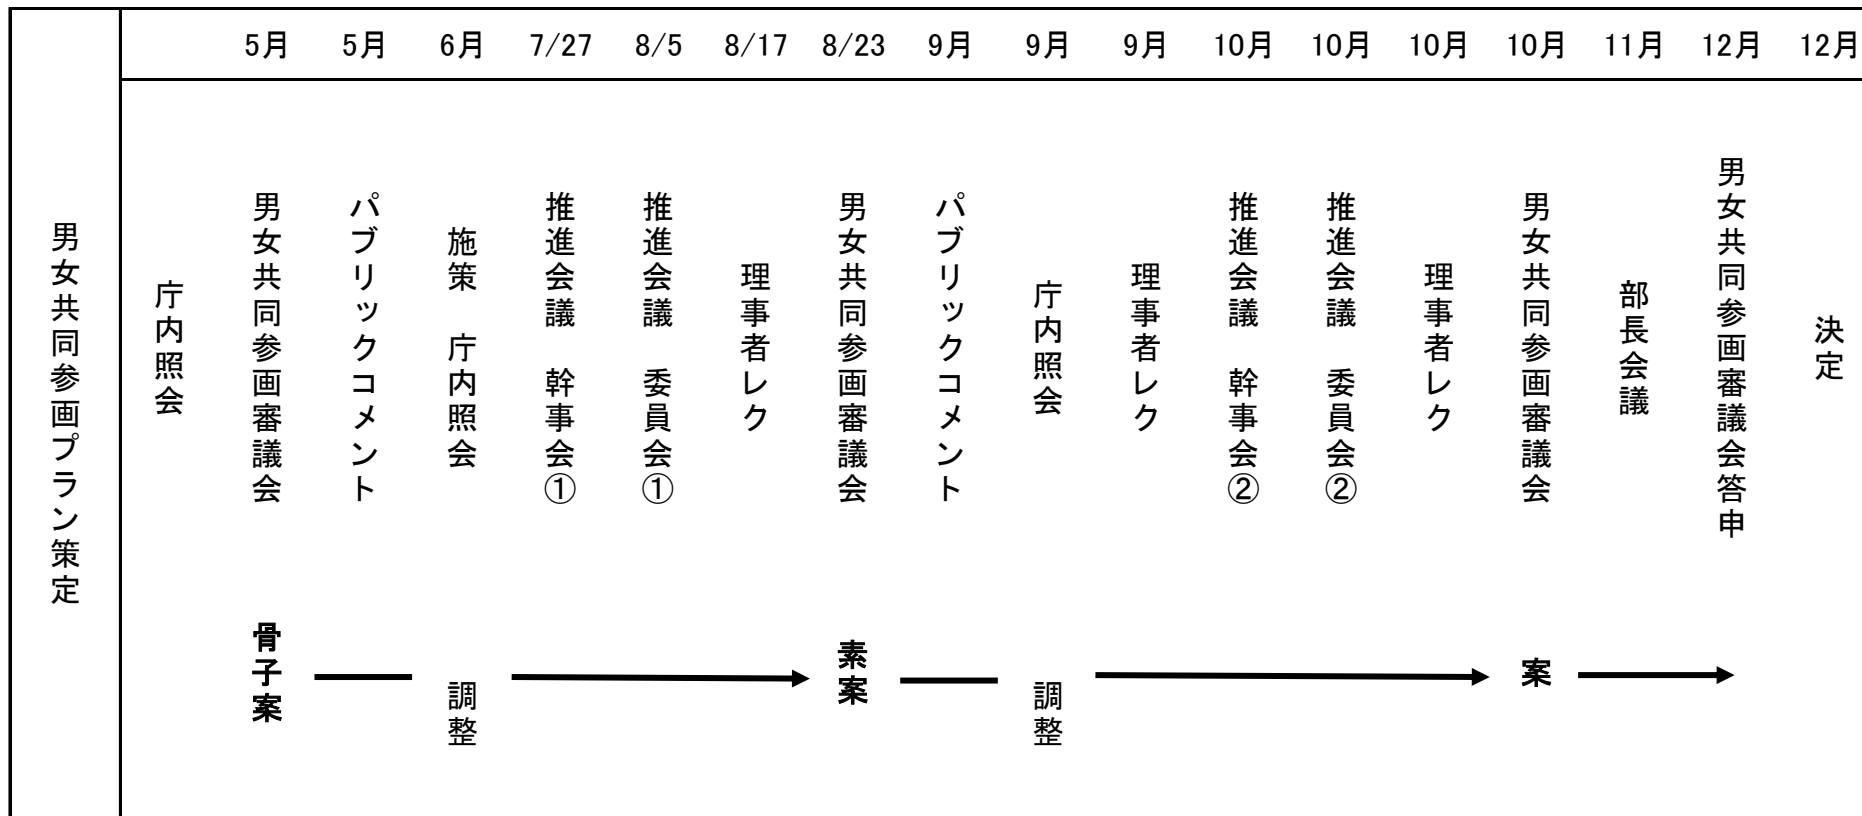 男女共同参画プラン策定
5月 5月 6月 7/27 8/5 8/17 8/23 9月 9月 9月 10月 10月 10月 10月 11月 12月 12月
庁内照会
男女共同参画審議会
パブリックコメント
施策 庁内照会
推進会議 幹事会①
推進会議 委員会①
理事者レク
男女共同参画審議会
パブリックコメント
庁内照会
理事者レク
推進会議 幹事会②
推進会議 委員会②
理事者レク
男女共同参画審議会
部長会議
男女共同参画審議会答申
決定
骨子案
調整
素案
調整
案